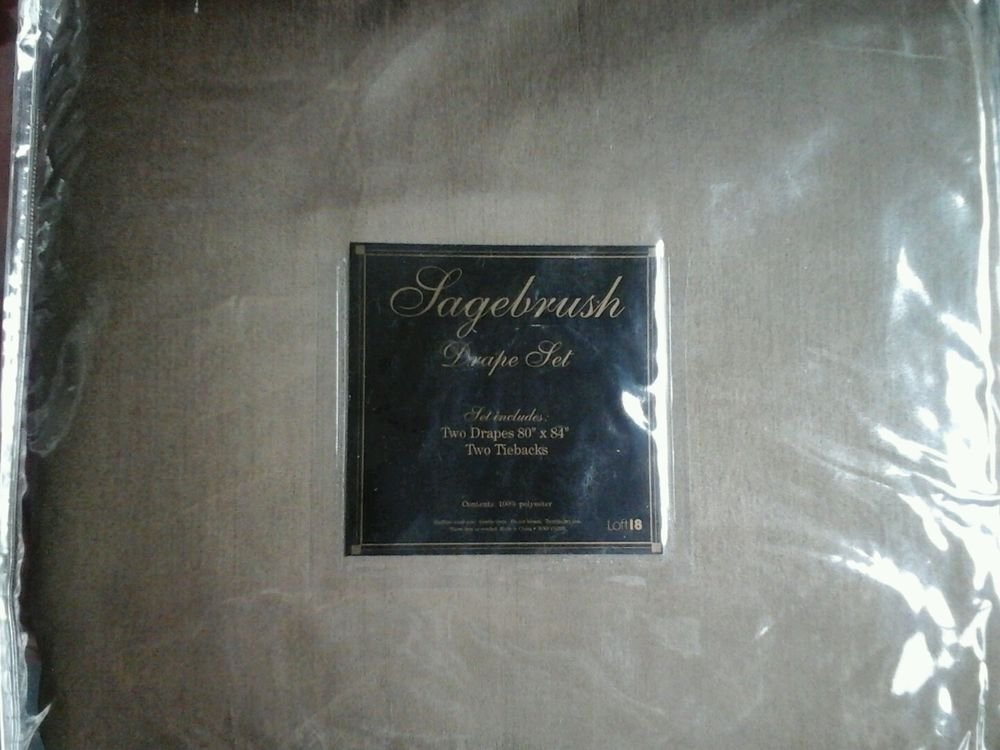 Sagebrush
Drape Set
Set includes:
Two Drapes 80" x 84"
Two Tiebacks
Contents: 100% polyester
Loft18